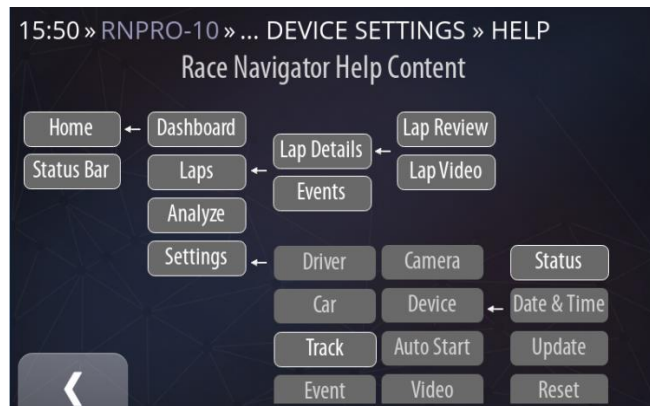 15:50 » RNPRO-10 » ... DEVICE SETTINGS » HELP
Race Navigator Help Content
Home ← Dashboard Lap Review
Lap Details ←
Status Bar Laps ← Lap Video
Events
Analyze
Settings ← Driver Camera Status
Car Device ← Date & Time
Track Auto Start Update
Event Video Reset